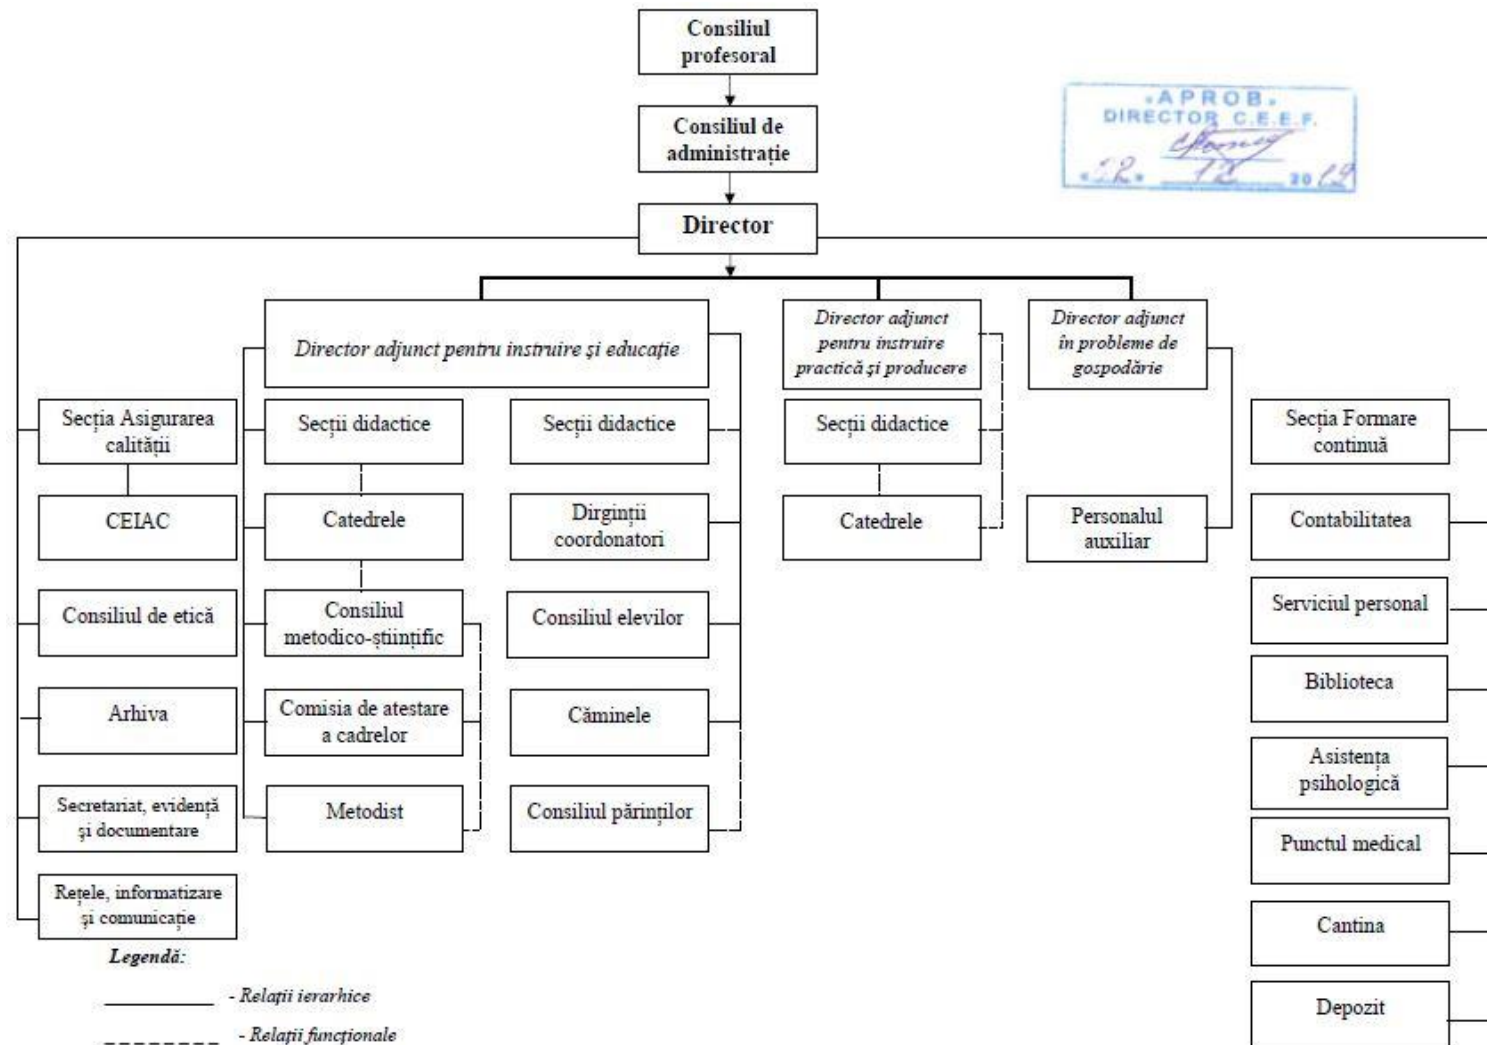 Consiliul
profesoral
Consiliul de
administrație
Director
«APROB»
DIRECTOR C.E.E.F.
12 20 19
Director adjunct pentru instruire și educație
Director adjunct
pentru instruire
practică și producere
Director adjunct
în probleme de
gospodărie
Secția Asigurarea
calității
Secții didactice
Secții didactice
Secții didactice
Secția Formare
continuă
CEIAC
Catedrele
Dirginții
coordonatori
Catedrele
Personalul
auxiliar
Contabilitatea
Consiliul de etică
Consiliul
metodico-științific
Consiliul elevilor
Serviciul personal
Arhiva
Comisia de atestare
a cadrelor
Căminele
Biblioteca
Asistența
psihologică
Secretariat, evidență
și documentare
Metodist
Consiliul părinților
Punctul medical
Rețele, informatizare
și comunicație
Cantina
Depozit
Legendă:
- Relații ierarhice
- Relații funcționale